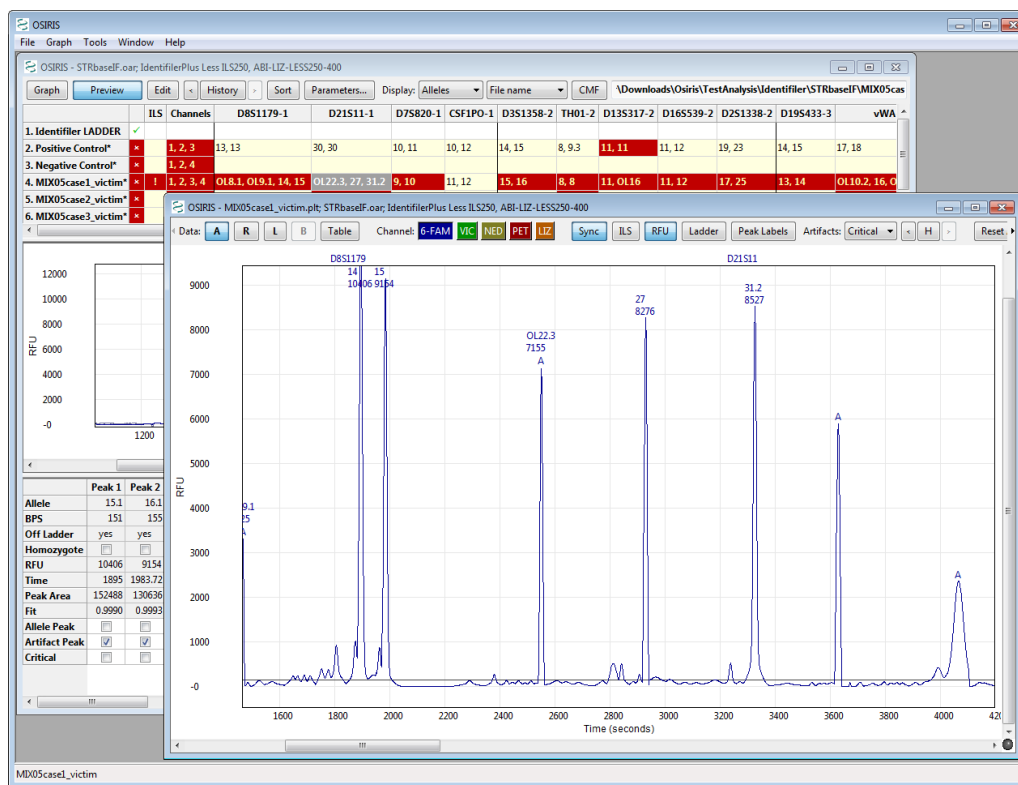 OSIRIS
File Graph Tools Window Help
OSIRIS - STRbaseIF.oar; IdentifilerPlus Less ILS250, ABI-LIZ-LESS250-400
Graph Preview Edit History Sort Parameters... Display: Alleles File name CMF \Downloads\Osiris\TestAnalysis\Identifiler\STRbaseIF\MIX05cas
ILS Channels D8S1179-1 D21S11-1 D7S820-1 CSF1PO-1 D3S1358-2 TH01-2 D13S317-2 D16S539-2 D2S1338-2 D19S433-3 vWA
1. Identifiler LADDER
2. Positive Control* 1, 2, 3 13, 13 30, 30 10, 11 10, 12 14, 15 8, 9.3 11, 11 11, 12 19, 23 14, 15 17, 18
3. Negative Control* 1, 2, 4
4. MIX05case1_victim* ! 1, 2, 3, 4 OL8.1, OL9.1, 14, 15 OL22.3, 27, 31.2 9, 10 11, 12 15, 16 8, 8 11, OL16 11, 12 17, 25 13, 14 OL10.2, 16, O
5. MIX05case2_victim*
6. MIX05case3_victim*
OSIRIS - MIX05case1_victim.plt; STRbaseIF.oar; IdentifilerPlus Less ILS250, ABI-LIZ-LESS250-400
Data: A R L B Table Channel: 6-FAM VIC NED PET LIZ Sync ILS RFU Ladder Peak Labels Artifacts: Critical H Reset
D8S1179 D21S11
14 15
10406 9154
27
8276
31.2
8527
OL22.3
7155
A
A
A
9.1
A
9000
8000
7000
6000
5000
4000
3000
2000
1000
-0
RFU
1600 1800 2000 2200 2400 2600 2800 3000 3200 3400 3600 3800 4000 420
Time (seconds)
12000
10000
8000
6000
4000
2000
-0
RFU
1200
Peak 1 Peak 2
Allele 15.1 16.1
BPS 151 155
Off Ladder yes yes
Homozygote
RFU 10406 9154
Time 1895 1983.72
Peak Area 152488 130636
Fit 0.9990 0.9993
Allele Peak
Artifact Peak
Critical
MIX05case1_victim